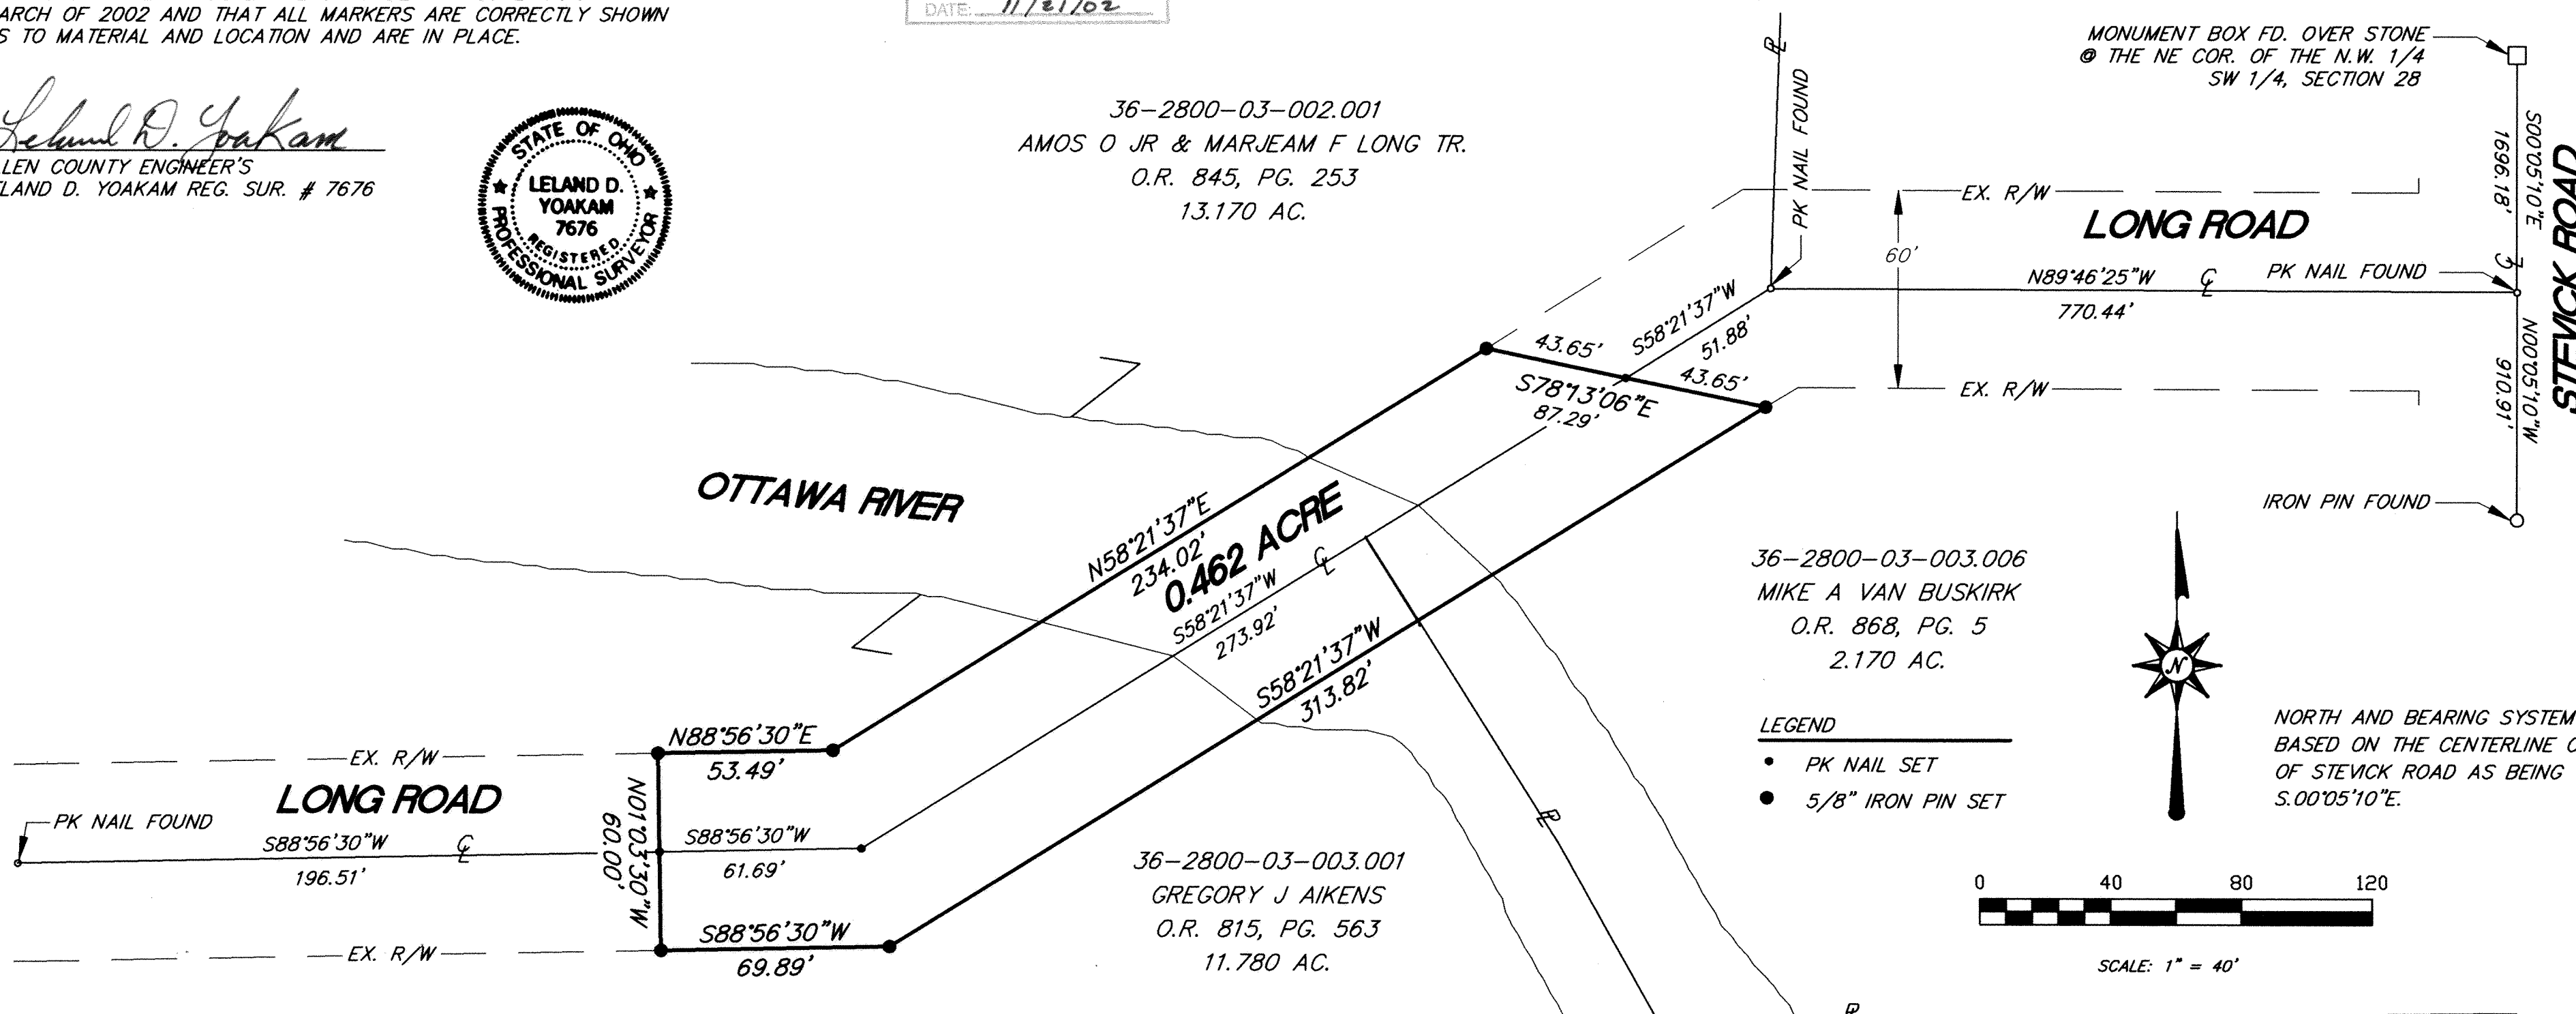 ARCH OF 2002 AND THAT ALL MARKERS ARE CORRECTLY SHOWN
S TO MATERIAL AND LOCATION AND ARE IN PLACE.
DATE: 11/21/02
Leland D. Yoakam
LLEN COUNTY ENGINEER'S
LAND D. YOAKAM REG. SUR. # 7676
STATE OF OHIO
LELAND D.
YOAKAM
7676
REGISTERED
PROFESSIONAL SURVEYOR
36-2800-03-002.001
AMOS O JR & MARJEAM F LONG TR.
O.R. 845, PG. 253
13.170 AC.
PL
PK NAIL FOUND
MONUMENT BOX FD. OVER STONE
@ THE NE COR. OF THE N.W. 1/4
SW 1/4, SECTION 28
S00°05'10"E
1696.18'
STEVICK ROAD
EX. R/W
LONG ROAD
60'
N89°46'25"W
CL
PK NAIL FOUND
770.44'
EX. R/W
N00°05'10"W
910.91'
IRON PIN FOUND
S58°21'37"W
51.88'
43.65'
43.65'
S78°13'06"E
87.29'
OTTAWA RIVER
N58°21'37"E
234.02'
0.462 ACRE
S58°21'37"W
CL
273.92'
S58°21'37"W
313.82'
36-2800-03-003.006
MIKE A VAN BUSKIRK
O.R. 868, PG. 5
2.170 AC.
N
LEGEND
PK NAIL SET
5/8" IRON PIN SET
NORTH AND BEARING SYSTEM
BASED ON THE CENTERLINE O
OF STEVICK ROAD AS BEING
S.00°05'10"E.
EX. R/W
N88°56'30"E
53.49'
LONG ROAD
PK NAIL FOUND
S88°56'30"W
CL
196.51'
N01°03'30"W
60.00'
S88°56'30"W
61.69'
EX. R/W
S88°56'30"W
69.89'
PL
36-2800-03-003.001
GREGORY J AIKENS
O.R. 815, PG. 563
11.780 AC.
0 40 80 120
SCALE: 1" = 40'
PL